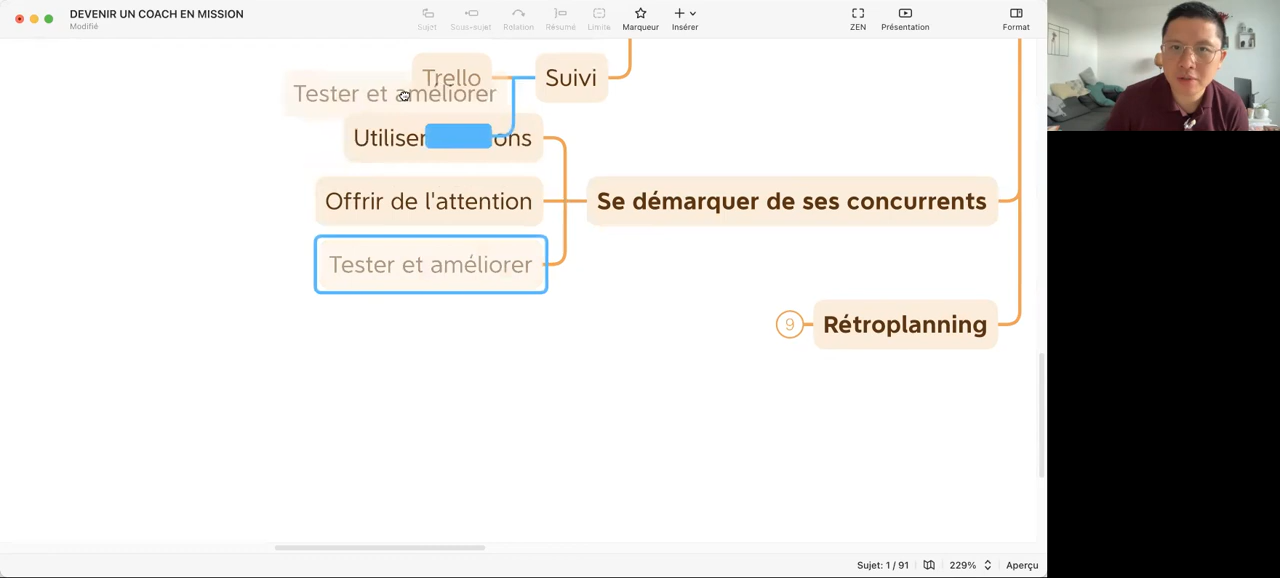 DEVENIR UN COACH EN MISSION
Modifié
Sujet
Sous-sujet
Rotation
Résumé
Limite
Marqueur
Insérer
ZEN
Présentation
Format
Trello
Suivi
Tester et améliorer
Utiliser ons
Offrir de l'attention
Se démarquer de ses concurrents
Tester et améliorer
9
Rétroplanning
Sujet: 1 / 91
229%
Aperçu